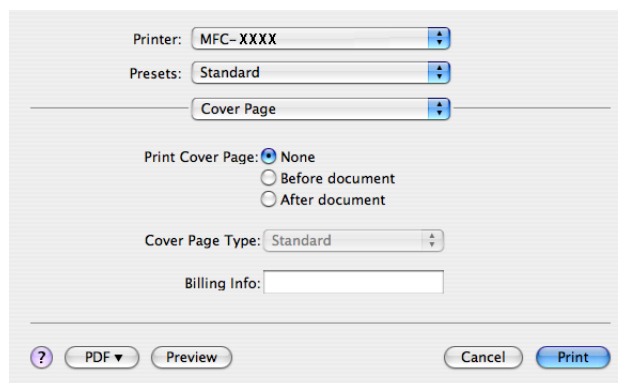 Printer: MFC-XXXX
Presets: Standard
Cover Page
Print Cover Page: None
Before document
After document
Cover Page Type: Standard
Billing Info:
? PDF ▼ Preview Cancel Print